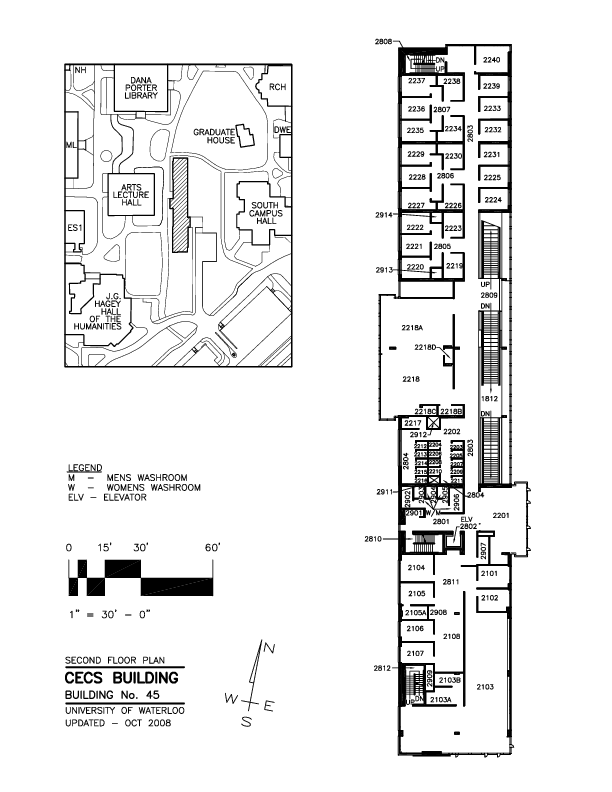 NH
DANA
PORTER
LIBRARY
RCH
GRADUATE
HOUSE
DWE
ML
ARTS
LECTURE
HALL
SOUTH
CAMPUS
HALL
ES1
J.G.
HAGEY
HALL
OF THE
HUMANITIES
LEGEND
M – MENS WASHROOM
W – WOMENS WASHROOM
ELV – ELEVATOR
0 15' 30' 60'
1" = 30' – 0"
SECOND FLOOR PLAN
CECS BUILDING
BUILDING No. 45
UNIVERSITY OF WATERLOO
UPDATED – OCT 2008
N
W E
S
2808
DN
UP
2240
2237 2238 2239
2236 2807 2233
2235 2234 2803 2232
2229 2230 2231
2228 2806 2225
2227 2226 2224
2914
2222 2223
2221 2805
2220 2219
2913
UP
2809
DN
2218A
2218D
2218
1812
2218C 2218B
DN
2217
2912 2202
2804 2803
2911 2804
2902 2906
2901 W/M
2801 2201
ELV
2810 2802
2907
2104 2811 2101
2105 2102
2105A 2908
2106 2108
2107
2812
2909 2103B 2103
UP DN 2103A